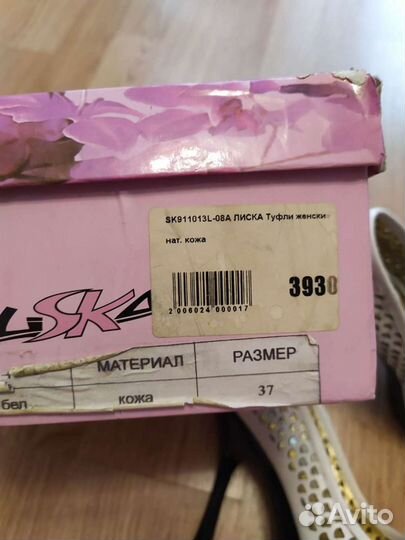 SK911013L-08A ЛИСКА Туфли женски
нат. кожа
3930
2 006024 000017
LISKA
МАТЕРИАЛ РАЗМЕР
бел кожа 37
Avito